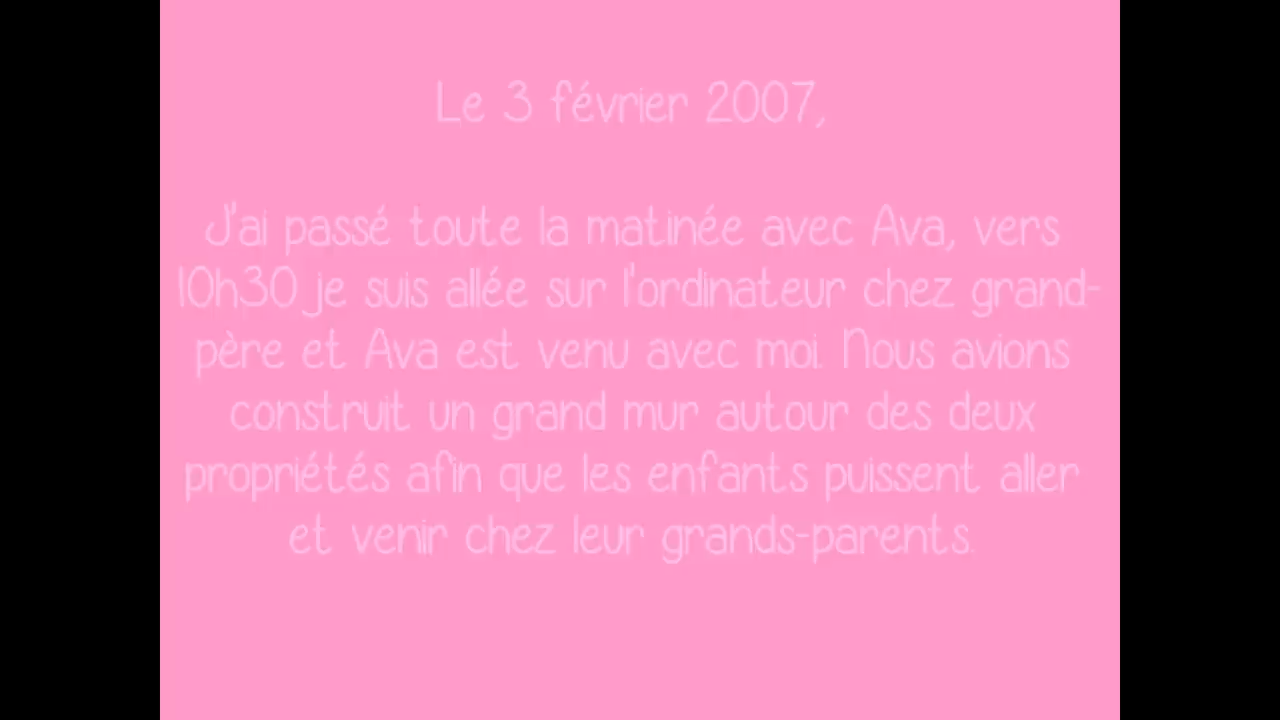 Le 3 février 2007,
J'ai passé toute la matinée avec Ava, vers
10h30 je suis allée sur l'ordinateur chez grand-
père et Ava est venu avec moi. Nous avions
construit un grand mur autour des deux
propriétés afin que les enfants puissent aller
et venir chez leur grands-parents.